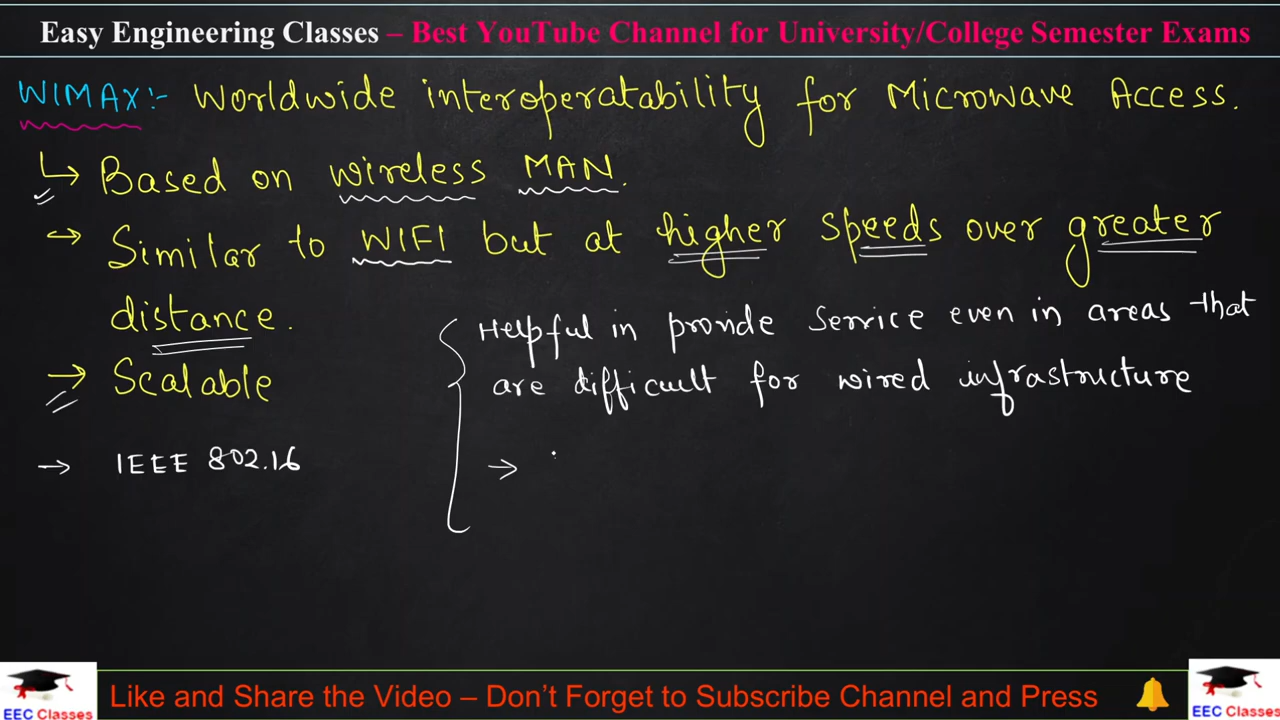 Easy Engineering Classes – Best YouTube Channel for University/College Semester Exams
WIMAX:- Worldwide interoperatability for Microwave Access.
↳ Based on wireless MAN.
↔ Similar to WIFI but at higher speeds over greater
distance.
→ Scalable
→ IEEE 802.16
Helpful in provide Service even in areas that
are difficult for wired infrastructure
→
EEC Classes
Like and Share the Video – Don't Forget to Subscribe Channel and Press
EEC Classes